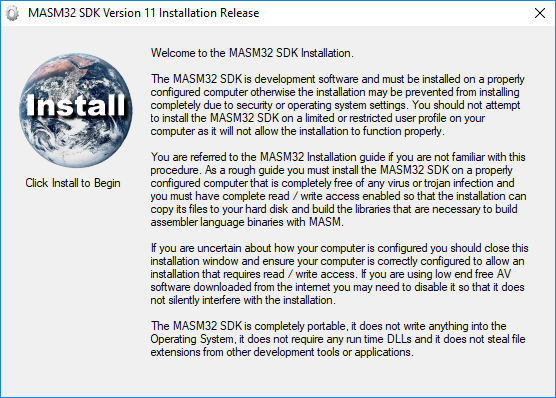 MASM32 SDK Version 11 Installation Release
Install
Click Install to Begin
Welcome to the MASM32 SDK Installation.
The MASM32 SDK is development software and must be installed on a properly
configured computer otherwise the installation may be prevented from installing
completely due to security or operating system settings. You should not attempt
to install the MASM32 SDK on a limited or restricted user profile on your
computer as it will not allow the installation to function properly.
You are referred to the MASM32 Installation guide if you are not familiar with this
procedure. As a rough guide you must install the MASM32 SDK on a properly
configured computer that is completely free of any virus or trojan infection and
you must have complete read / write access enabled so that the installation can
copy its files to your hard disk and build the libraries that are necessary to build
assembler language binaries with MASM.
If you are uncertain about how your computer is configured you should close this
installation window and ensure your computer is correctly configured to allow an
installation that requires read / write access. If you are using low end free AV
software downloaded from the internet you may need to disable it so that it does
not silently interfere with the installation.
The MASM32 SDK is completely portable, it does not write anything into the
Operating System, it does not require any run time DLLs and it does not steal file
extensions from other development tools or applications.